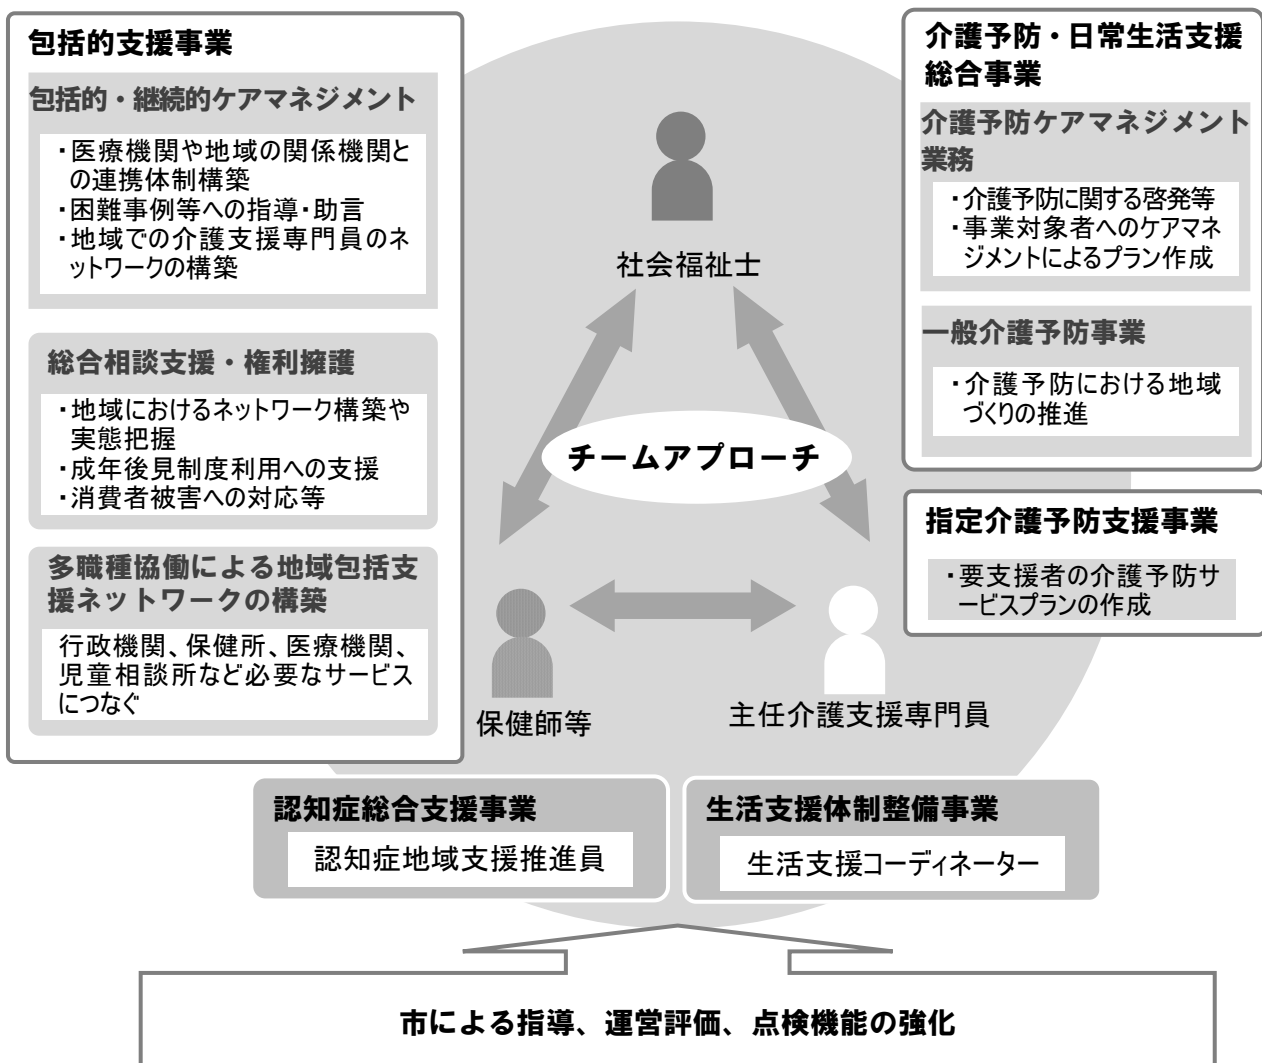 包括的支援事業
包括的・継続的ケアマネジメント
・医療機関や地域の関係機関と
の連携体制構築
・困難事例等への指導・助言
・地域での介護支援専門員のネ
ットワークの構築
総合相談支援・権利擁護
・地域におけるネットワーク構築や
実態把握
・成年後見制度利用への支援
・消費者被害への対応等
多職種協働による地域包括支
援ネットワークの構築
行政機関、保健所、医療機関、
児童相談所など必要なサービス
につなぐ
社会福祉士
チームアプローチ
保健師等
主任介護支援専門員
介護予防・日常生活支援
総合事業
介護予防ケアマネジメント
業務
・介護予防に関する啓発等
・事業対象者へのケアマネ
ジメントによるプラン作成
一般介護予防事業
・介護予防における地域
づくりの推進
指定介護予防支援事業
・要支援者の介護予防サ
ービスプランの作成
認知症総合支援事業
認知症地域支援推進員
生活支援体制整備事業
生活支援コーディネーター
市による指導、運営評価、点検機能の強化